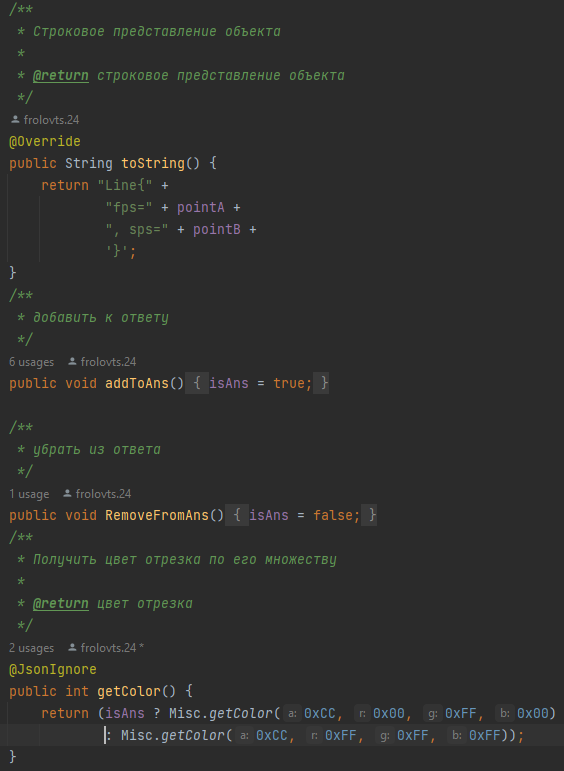 /**
 * Строковое представление объекта
 *
 * @return строковое представление объекта
 */
frolovts.24
@Override
public String toString() {
    return "Line{" +
            "fps=" + pointA +
            ", sps=" + pointB +
            '}';
}
/**
 * добавить к ответу
 */
6 usages frolovts.24
public void addToAns() { isAns = true; }

/**
 * убрать из ответа
 */
1 usage frolovts.24
public void RemoveFromAns() { isAns = false; }
/**
 * Получить цвет отрезка по его множеству
 *
 * @return цвет отрезка
 */
2 usages frolovts.24 *
@JsonIgnore
public int getColor() {
    return (isAns ? Misc.getColor( a: 0xCC, r: 0x00, g: 0xFF, b: 0x00)
            : Misc.getColor( a: 0xCC, r: 0xFF, g: 0xFF, b: 0xFF));
}